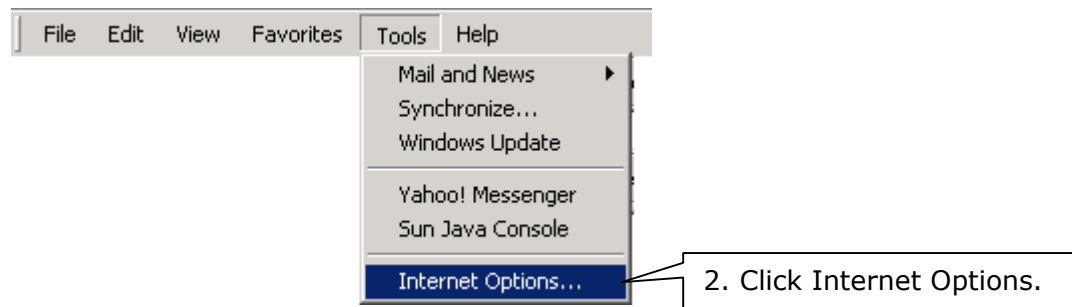 File Edit View Favorites Tools Help
Mail and News
Synchronize...
Windows Update
Yahoo! Messenger
Sun Java Console
Internet Options...
2. Click Internet Options.